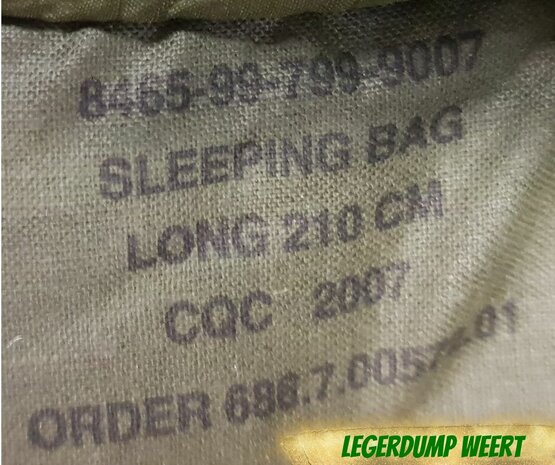 8465-99-799-9007
SLEEPING BAG
LONG 210 CM
CQC 2007
ORDER
LEGERDUMP WEERT